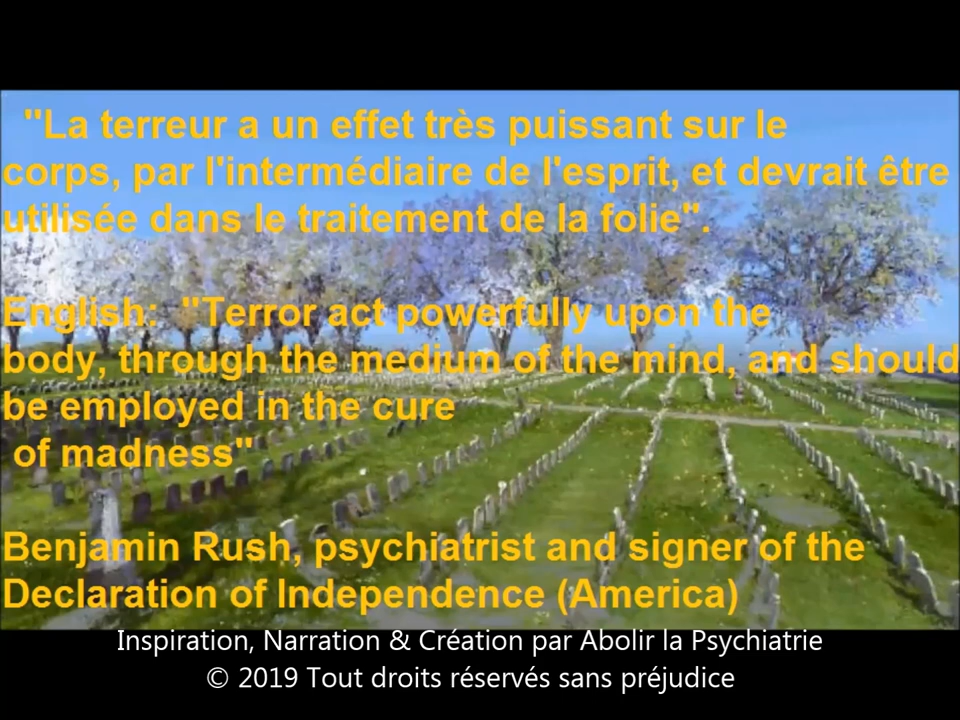 "La terreur a un effet très puissant sur le
corps, par l'intermédiaire de l'esprit, et devrait être
utilisée dans le traitement de la folie".
English: "Terror act powerfully upon the
body, through the medium of the mind, and should
be employed in the cure
of madness"
Benjamin Rush, psychiatrist and signer of the
Declaration of Independence (America)
Inspiration, Narration & Création par Abolir la Psychiatrie
© 2019 Tout droits réservés sans préjudice